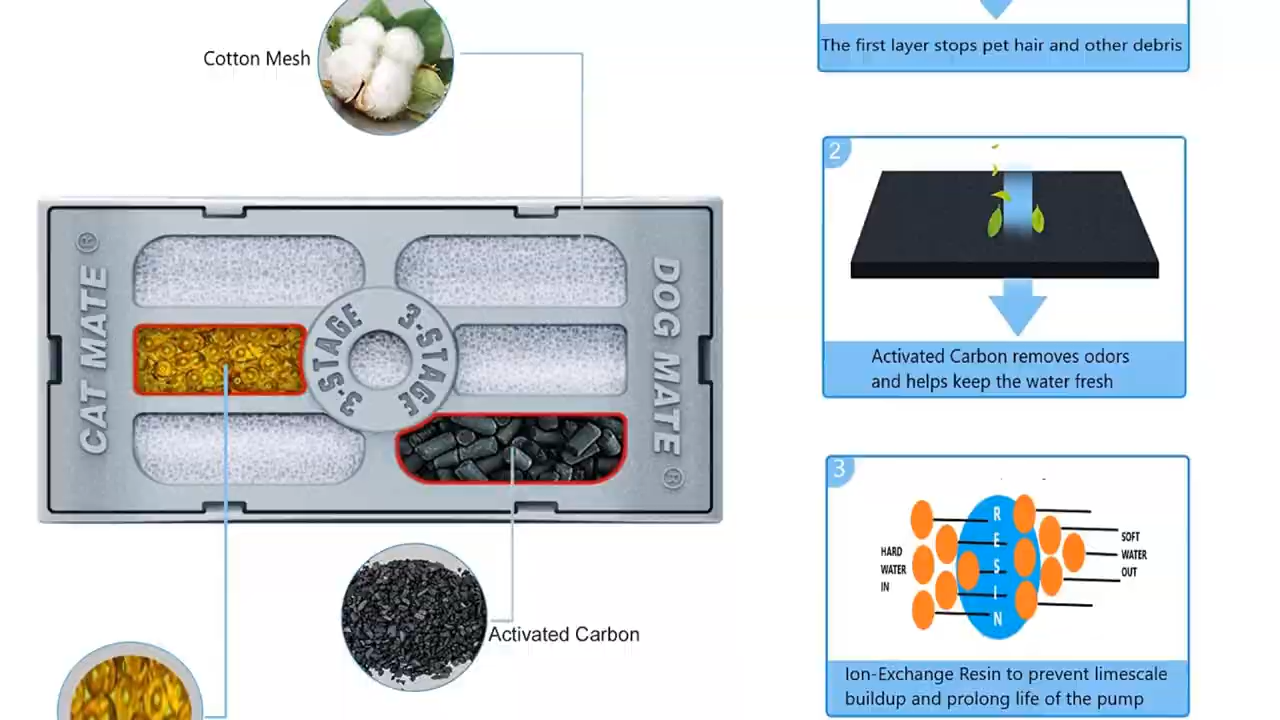 Cotton Mesh
CAT MATE®
3-STAGE
3-STAGE
DOG MATE®
Activated Carbon
The first layer stops pet hair and other debris
2
Activated Carbon removes odors
and helps keep the water fresh
3
HARD
WATER
IN
RESIN
SOFT
WATER
OUT
Ion-Exchange Resin to prevent limescale
buildup and prolong life of the pump